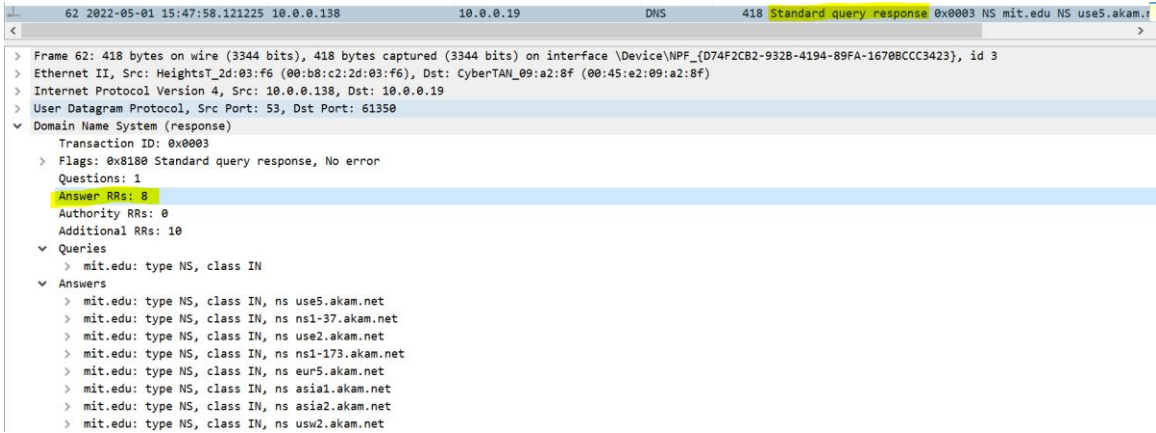 62 2022-05-01 15:47:58.121225 10.0.0.138 10.0.0.19 DNS 418 Standard query response 0x0003 NS mit.edu NS use5.akam.
Frame 62: 418 bytes on wire (3344 bits), 418 bytes captured (3344 bits) on interface \Device\NPF_{D74F2CB2-932B-4194-89FA-1670BCCC3423}, id 3
Ethernet II, Src: HeightsT_2d:03:f6 (00:b8:c2:2d:03:f6), Dst: CyberTAN_09:a2:8f (00:45:e2:09:a2:8f)
Internet Protocol Version 4, Src: 10.0.0.138, Dst: 10.0.0.19
User Datagram Protocol, Src Port: 53, Dst Port: 61350
Domain Name System (response)
Transaction ID: 0x0003
Flags: 0x8180 Standard query response, No error
Questions: 1
Answer RRs: 8
Authority RRs: 0
Additional RRs: 10
Queries
mit.edu: type NS, class IN
Answers
mit.edu: type NS, class IN, ns use5.akam.net
mit.edu: type NS, class IN, ns ns1-37.akam.net
mit.edu: type NS, class IN, ns use2.akam.net
mit.edu: type NS, class IN, ns ns1-173.akam.net
mit.edu: type NS, class IN, ns eur5.akam.net
mit.edu: type NS, class IN, ns asia1.akam.net
mit.edu: type NS, class IN, ns asia2.akam.net
mit.edu: type NS, class IN, ns usw2.akam.net